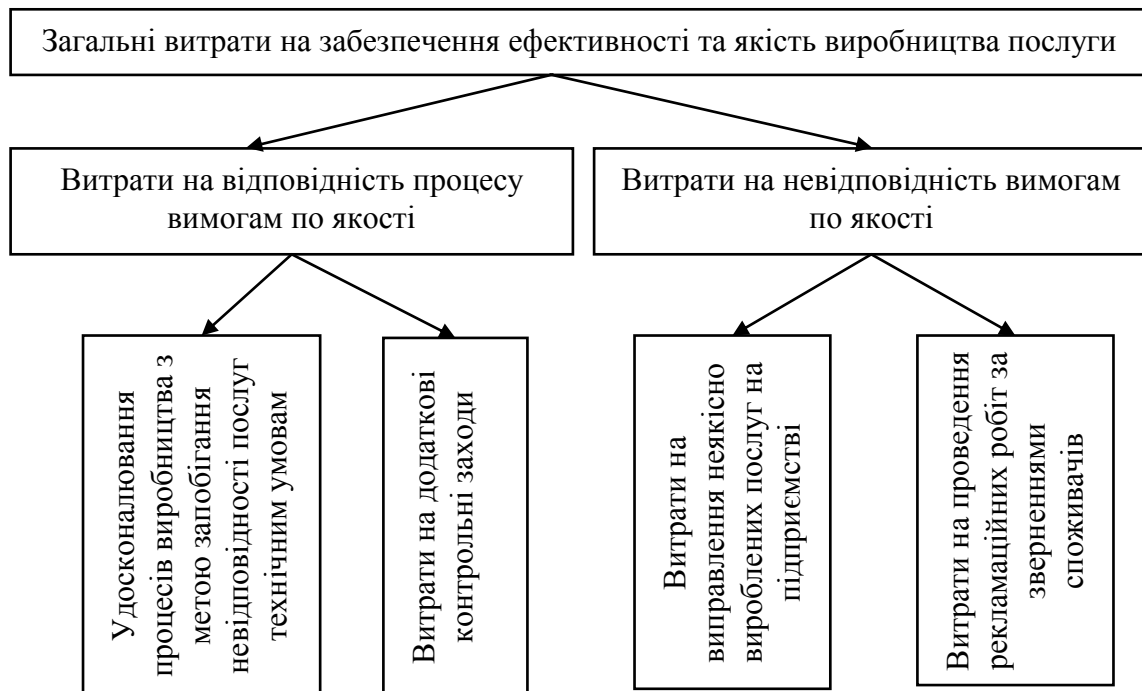 Загальні витрати на забезпечення ефективності та якість виробництва послуги
Витрати на відповідність процесу
вимогам по якості
Витрати на невідповідність вимогам
по якості
Удосконалювання
процесів виробництва з
метою запобігання
невідповідності послуг
технічним умовам
Витрати на додаткові
контрольні заходи
Витрати на
виправлення неякісно
вироблених послуг на
підприємстві
Витрати на проведення
рекламаційних робіт за
зверненнями
споживачів